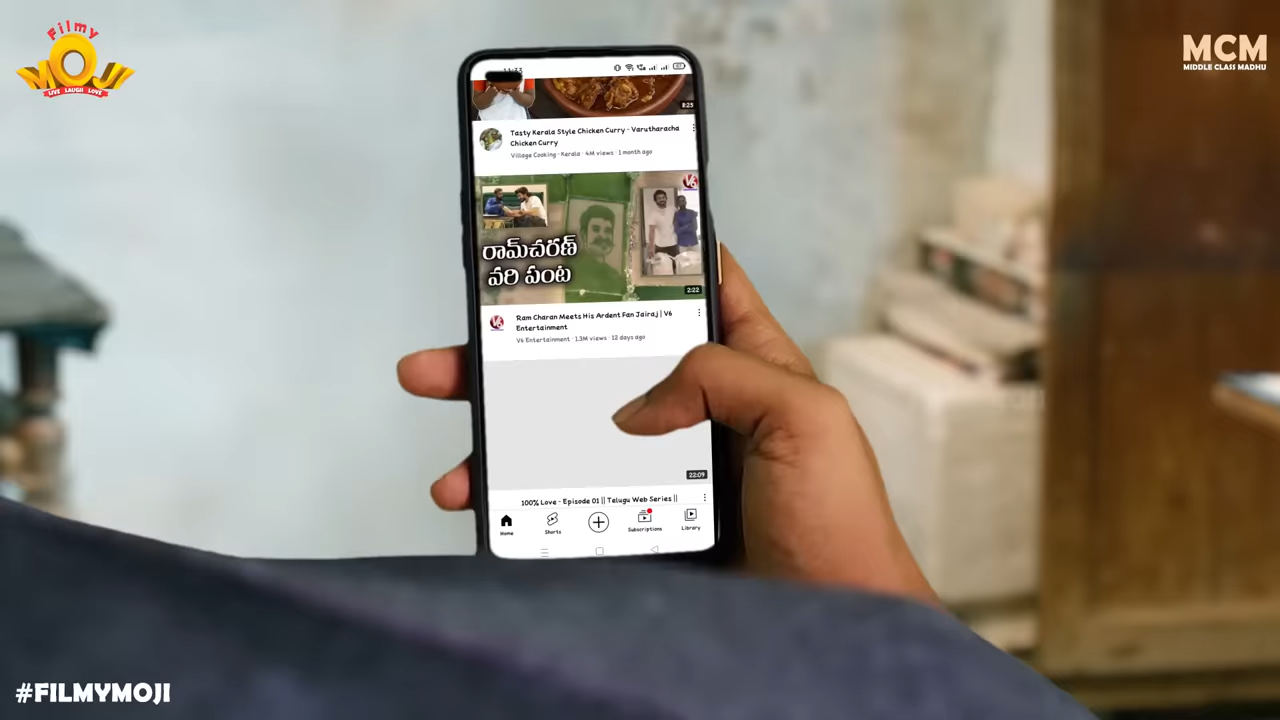 Filmy
MOJI
LIVE LAUGH LOVE
MCM
MIDDLE CLASS MADHU
8:25
Tasty Kerala Style Chicken Curry - Varutharacha
Chicken Curry
Village Cooking - Kerala · 4M views · 1 month ago
V6
రామ్‌చరణ్
వరి పంట
2:22
Ram Charan Meets His Ardent Fan Jairaj | V6
Entertainment
V6 Entertainment · 1.3M views · 12 days ago
22:09
100% Love - Episode 01 || Telugu Web Series ||
Home
Shorts
Subscriptions
Library
#FILMYMOJI